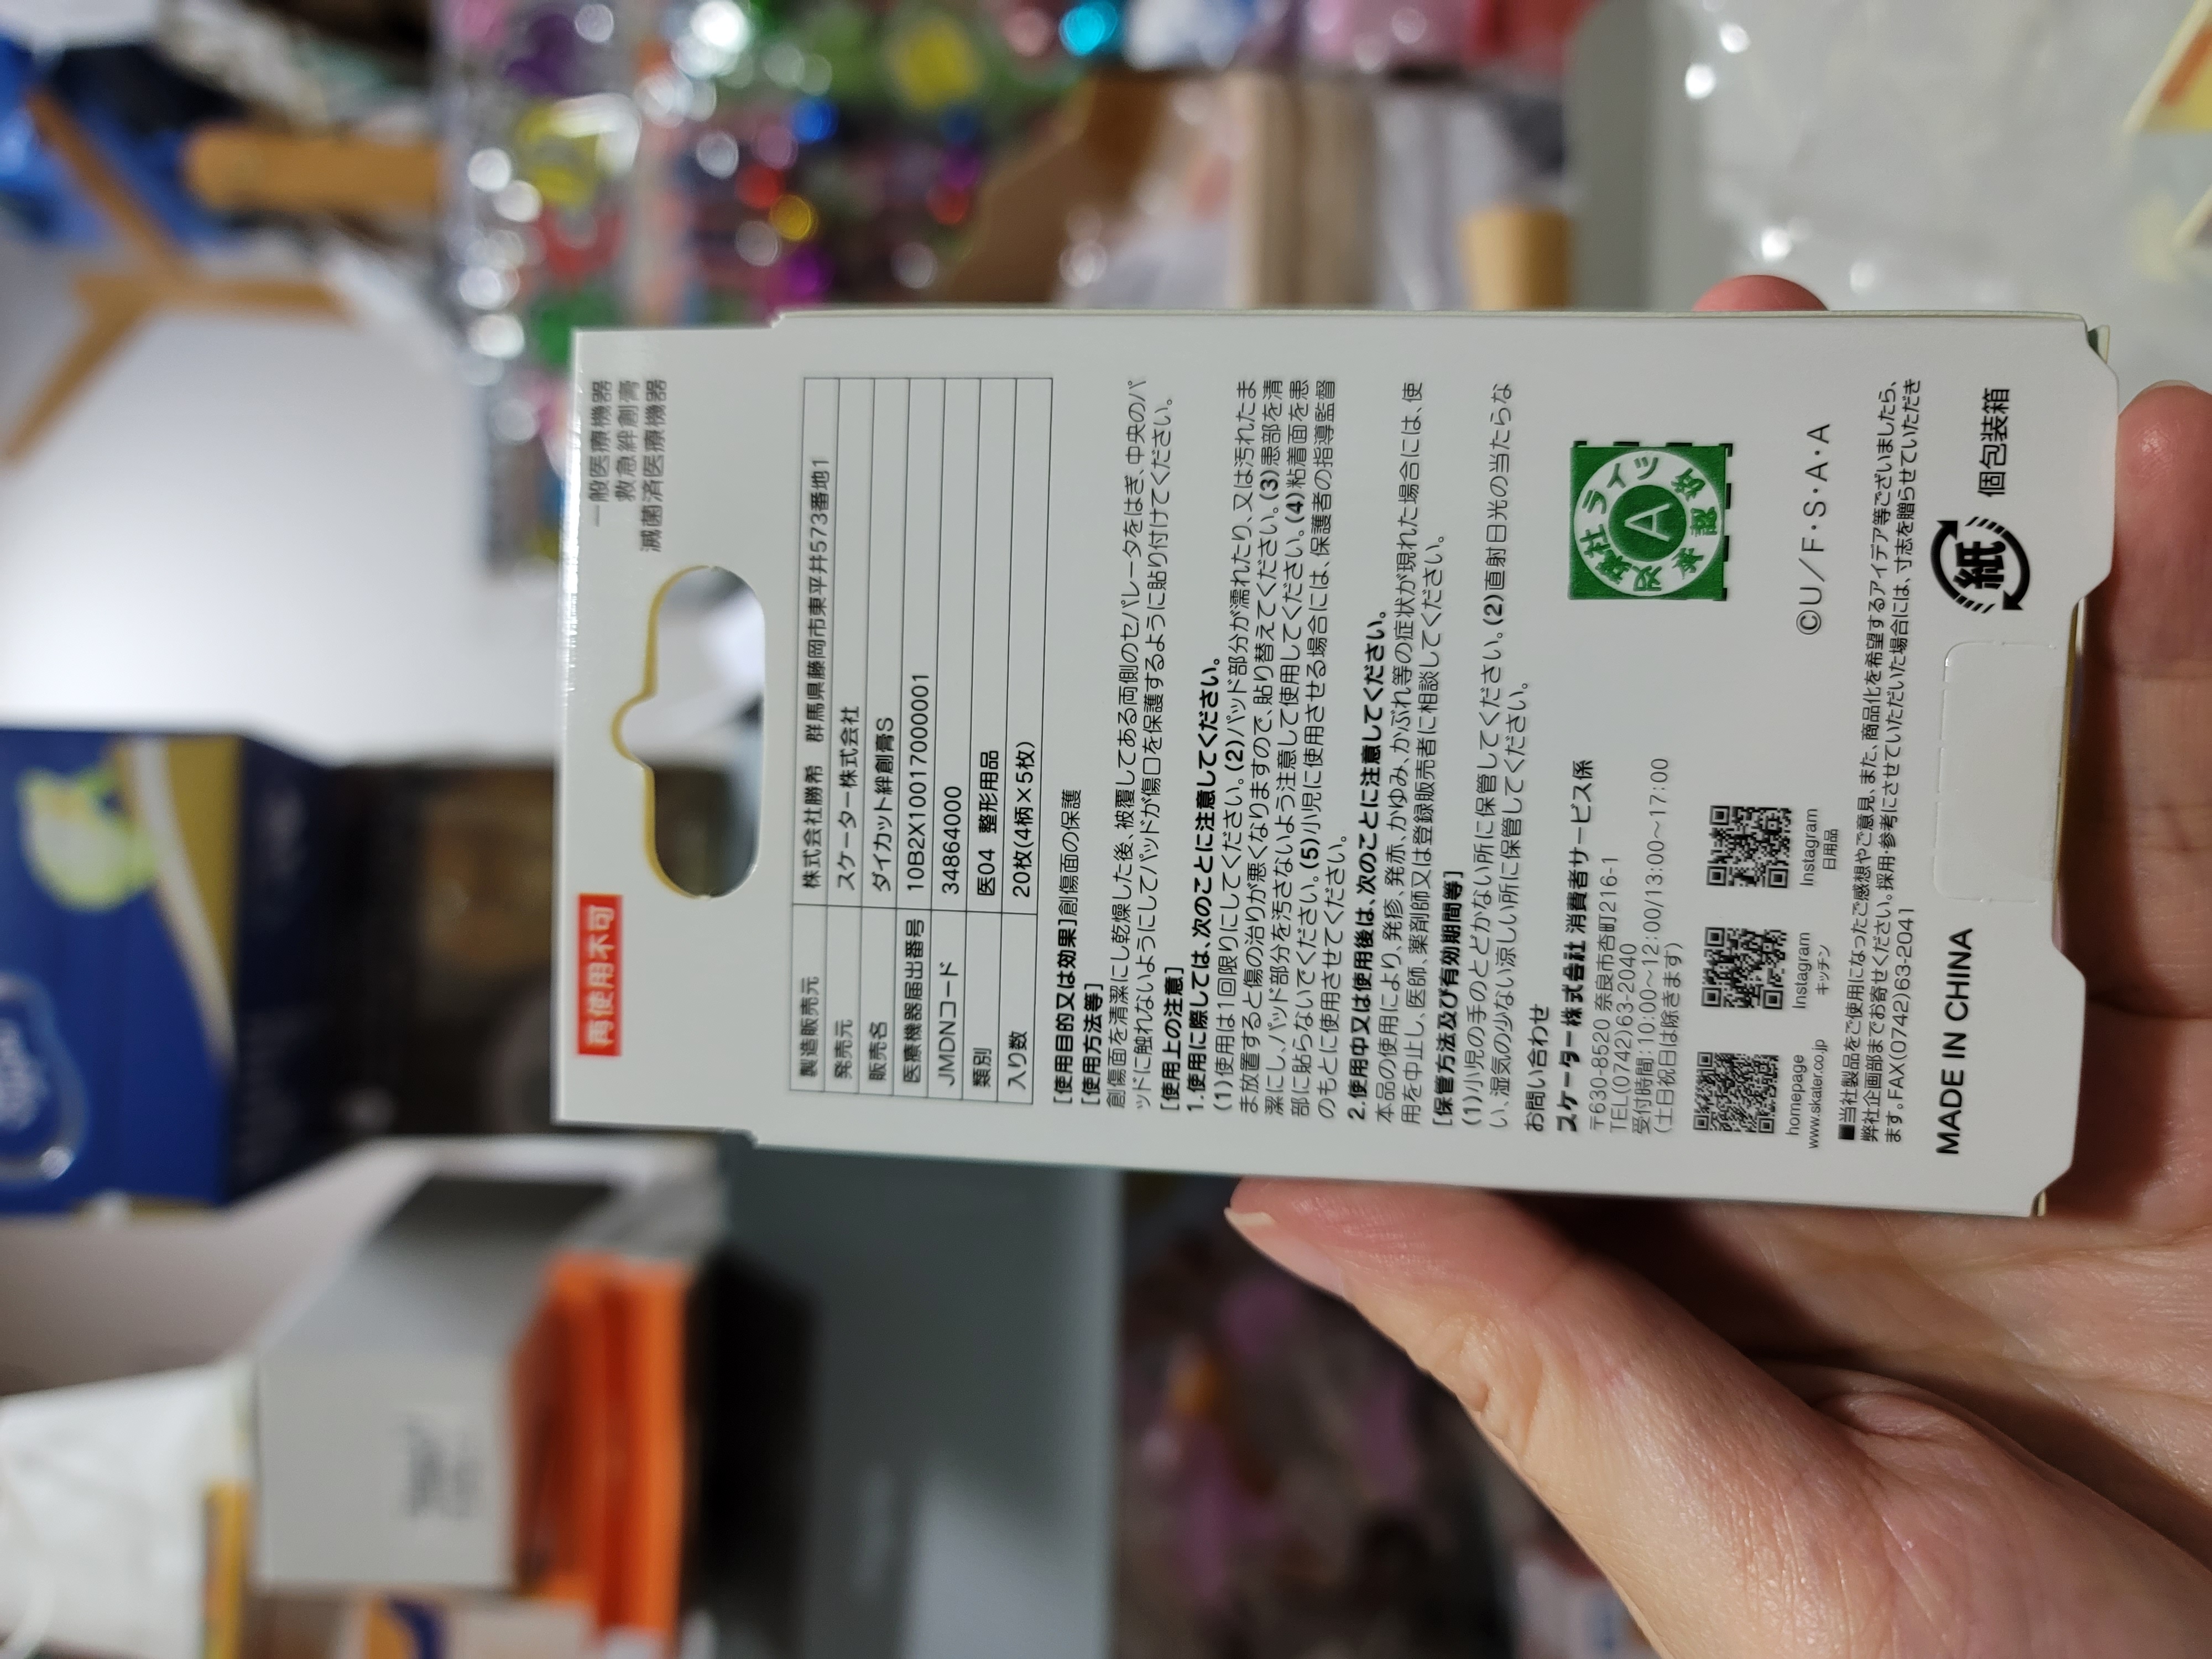 再使用不可
一般医療機器
救急絆創膏
滅菌済医療機器
製造販売元 株式会社勝希 群馬県藤岡市東平井573番地1
発売元 スケーター株式会社
販売名 ダイカット絆創膏S
医療機器届出番号 10B2X10017000001
JMDNコード 34864000
類別 医04 整形用品
入り数 20枚(4柄×5枚)
[使用目的又は効果]創傷面の保護
[使用方法等]
創傷面を清潔にし乾燥した後、被覆してある両側のセパレータをはぎ、中央のパ
ッドに触れないようにしてパッドが傷口を保護するように貼り付けてください。
[使用上の注意]
1.使用に際しては、次のことに注意してください。
(1)使用は1回限りにしてください。(2)パッド部分が濡れたり、又は汚れたま
ま放置すると傷の治りが悪くなりますので、貼り替えてください。(3)患部を清
潔にし、パッド部分を汚さないよう注意して使用してください。(4)粘着面を患
部に貼らないでください。(5)小児に使用させる場合には、保護者の指導監督
のもとに使用させてください。
2.使用中又は使用後は、次のことに注意してください。
本品の使用により、発疹、発赤、かゆみ、かぶれ等の症状が現れた場合には、使
用を中止し、医師、薬剤師又は登録販売者に相談してください。
[保管方法及び有効期間等]
(1)小児の手のとどかない所に保管してください。(2)直射日光の当たらな
い、湿気の少ない涼しい所に保管してください。
お問い合わせ
スケーター株式会社 消費者サービス係
〒630-8520 奈良市杏町216-1
TEL(0742)63-2040
受付時間:10:00〜12:00/13:00〜17:00
(土日祝日は除きます)
双葉社ライツ
A
承認
homepage
www.skater.co.jp
Instagram
キッチン
Instagram
日用品
©U/F・S・A・A
■当社製品をご使用になったご感想やご意見、また、商品化を希望するアイデア等ございましたら、
弊社企画部までお寄せください。採用・参考にさせていただいた場合には、寸志を贈らせていただき
ます。FAX(0742)63-2041
MADE IN CHINA
紙
個包装箱